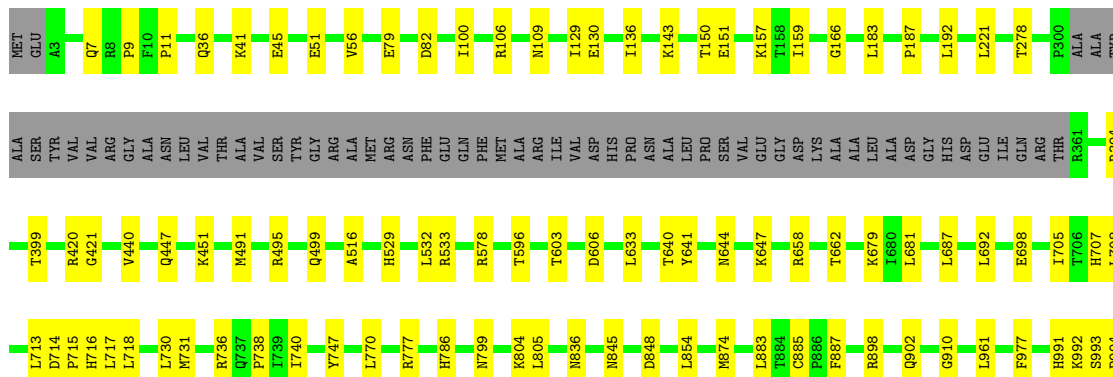 MET GLU A3 Q7 R8 P9 F10 P11 Q36 K41 E45 E51 V56 E79 D82 I100 R106 N109 I129 E130 I136 K143 T150 E151 K157 T158 I159 G166 L183 P187 L192 L221 T278 P300 ALA ALA
ALA SER TYR VAL VAL ARG GLY ALA ASN LEU VAL THR ALA VAL SER TYR GLY ARG ALA MET ARG ASN PHE GLU GLN PHE MET ALA ARG ILE VAL ASP HIS PRO ASN ALA LEU PRO SER VAL GLU GLY ASP LYS ALA ALA LEU ALA ASP GLY HIS ASP GLU ILE GLN ARG THR R361
T399 R420 G421 V440 Q447 K451 M491 R495 Q499 A516 H529 L532 R533 R578 T596 T603 D606 L633 T640 Y641 N644 K647 R658 T662 K679 I680 L681 L687 L692 E698 I705 T706 H707
L713 D714 P715 H716 L717 L718 L730 M731 R736 Q737 P738 I739 I740 Y747 L770 R777 H786 N799 K804 L805 N836 N845 D848 L854 M874 L883 T884 C885 P886 F887 R898 Q902 G910 L961 F977 H991 K992 S993